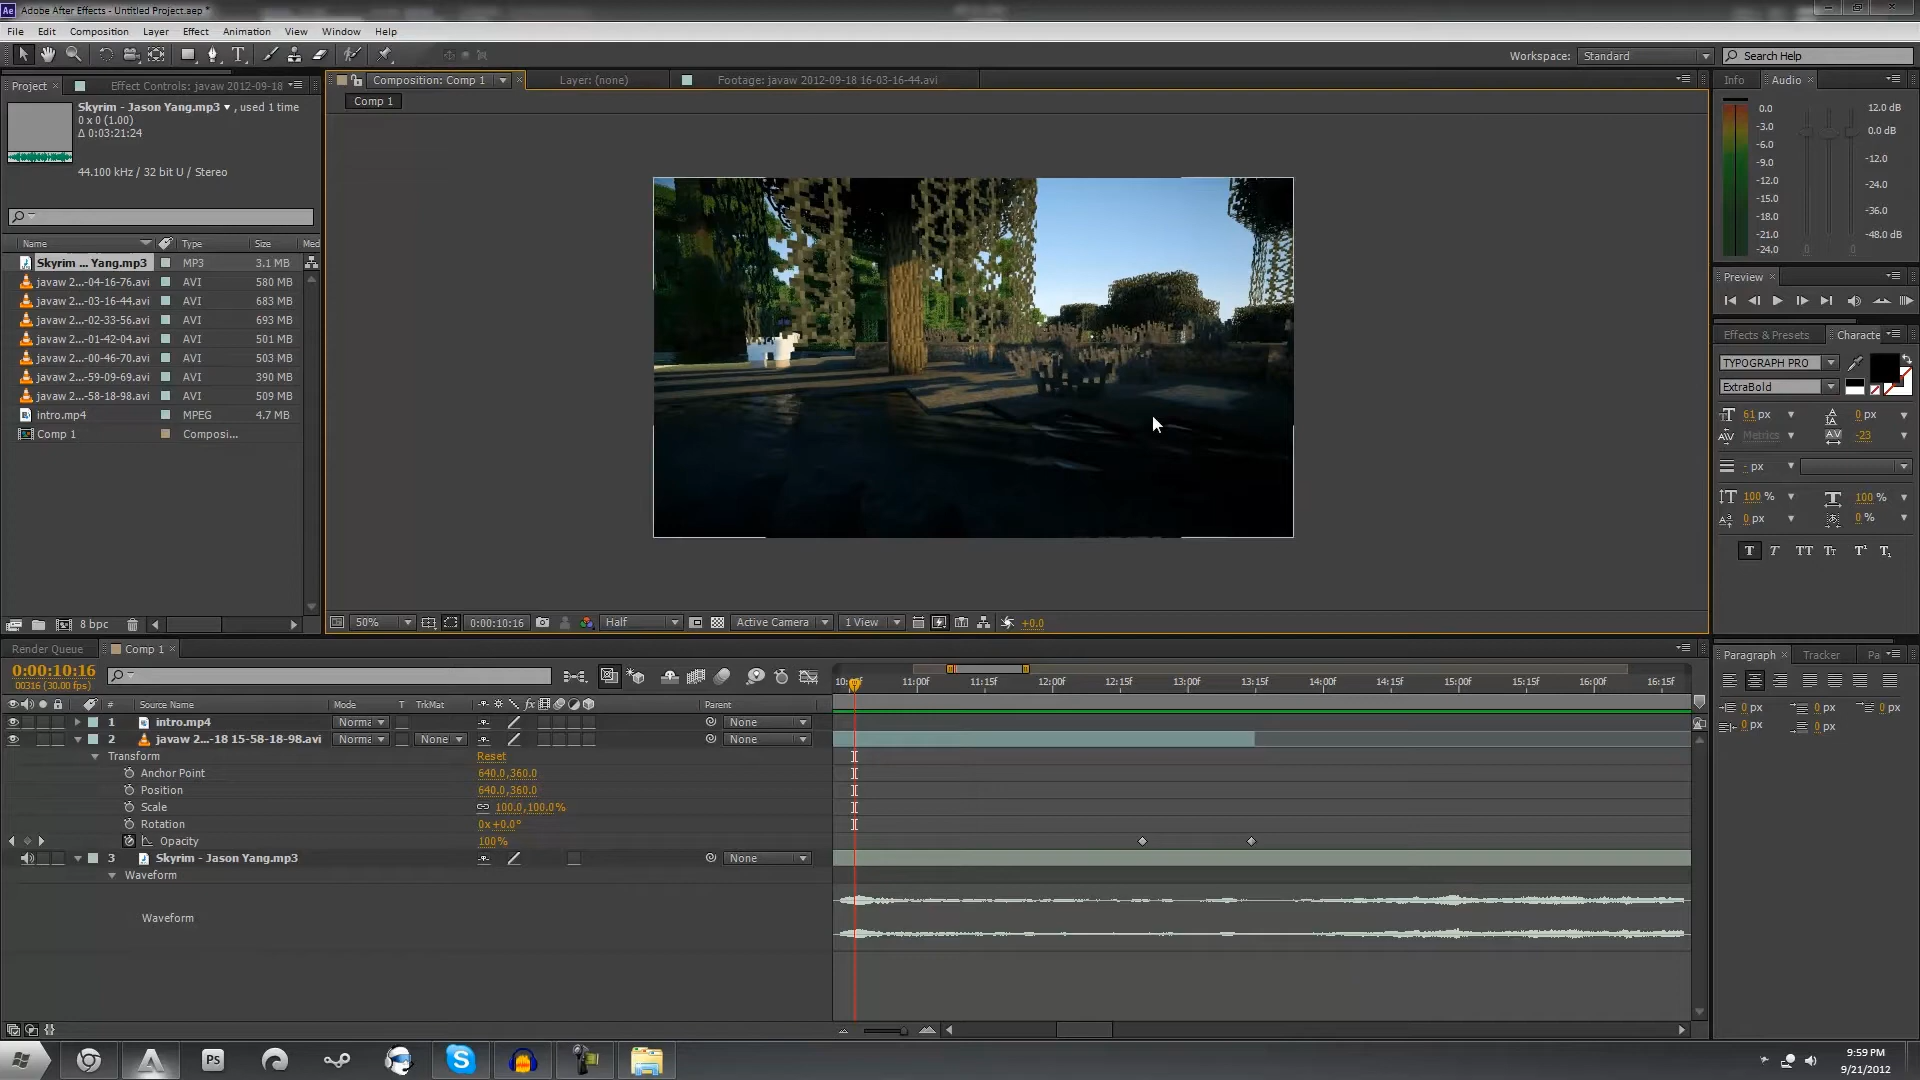 Ae Adobe After Effects - Untitled Project.aep *
File Edit Composition Layer Effect Animation View Window Help
Workspace: Standard Search Help
Project Effect Controls: javaw 2012-09-18
Skyrim - Jason Yang.mp3 , used 1 time
0 x 0 (1.00)
Δ 0:03:21:24
44.100 kHz / 32 bit U / Stereo
Name Type Size Med
Skyrim ... Yang.mp3 MP3 3.1 MB
javaw 2...-04-16-76.avi AVI 580 MB
javaw 2...-03-16-44.avi AVI 683 MB
javaw 2...-02-33-56.avi AVI 693 MB
javaw 2...-01-42-04.avi AVI 501 MB
javaw 2...-00-46-70.avi AVI 503 MB
javaw 2...-59-09-69.avi AVI 390 MB
javaw 2...-58-18-98.avi AVI 509 MB
intro.mp4 MPEG 4.7 MB
Comp 1 Composi...
8 bpc
Composition: Comp 1 Layer: (none) Footage: javaw 2012-09-18 16-03-16-44.avi
Comp 1
50% 0:00:10:16 Half Active Camera 1 View +0.0
Info Audio
0.0 12.0 dB
-3.0 0.0 dB
-6.0
-9.0 -12.0
-12.0
-15.0 -24.0
-18.0 -36.0
-21.0
-24.0 -48.0 dB
Preview
Effects & Presets Characte
TYPOGRAPH PRO
ExtraBold
61 px 0 px
Metrics -23
- px
100 % 100 %
0 px 0 %
T T TT Tt T¹ T₁
Render Queue Comp 1
0:00:10:16
00316 (30.00 fps)
# Source Name Mode T TrkMat fx Parent
1 intro.mp4 Norma None
2 javaw 2...-18 15-58-18-98.avi Norma None None
Transform Reset
Anchor Point 640.0,360.0
Position 640.0,360.0
Scale 100.0,100.0%
Rotation 0x+0.0°
Opacity 100%
3 Skyrim - Jason Yang.mp3 None
Waveform
Waveform
11:00f 11:15f 12:00f 12:15f 13:00f 13:15f 14:00f 14:15f 15:00f 15:15f 16:00f 16:15f
Paragraph Tracker Pa
0 px 0 px 0 px
0 px 0 px
PS
9:59 PM
9/21/2012